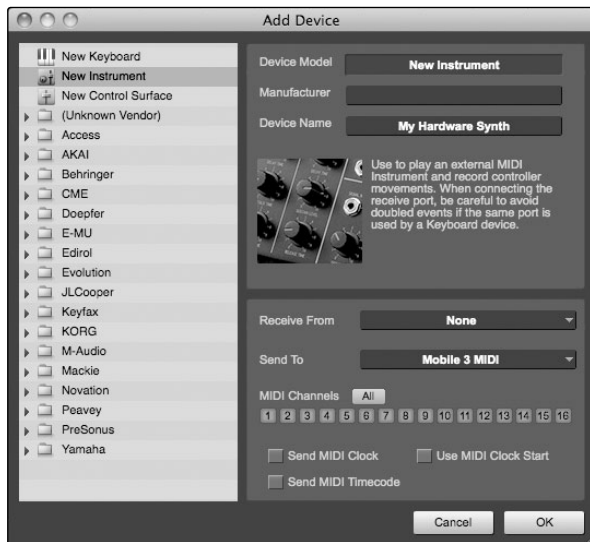 Add Device
New Keyboard
New Instrument
New Control Surface
(Unknown Vendor)
Access
AKAI
Behringer
CME
Doepfer
E-MU
Edirol
Evolution
JLCooper
Keyfax
KORG
M-Audio
Mackie
Novation
Peavey
PreSonus
Yamaha
Device Model
New Instrument
Manufacturer
Device Name
My Hardware Synth
Use to play an external MIDI
Instrument and record controller
movements. When connecting the
receive port, be careful to avoid
doubled events if the same port is
used by a Keyboard device.
Receive From
None
Send To
Mobile 3 MIDI
MIDI Channels All
1 2 3 4 5 6 7 8 9 10 11 12 13 14 15 16
Send MIDI Clock
Use MIDI Clock Start
Send MIDI Timecode
Cancel
OK